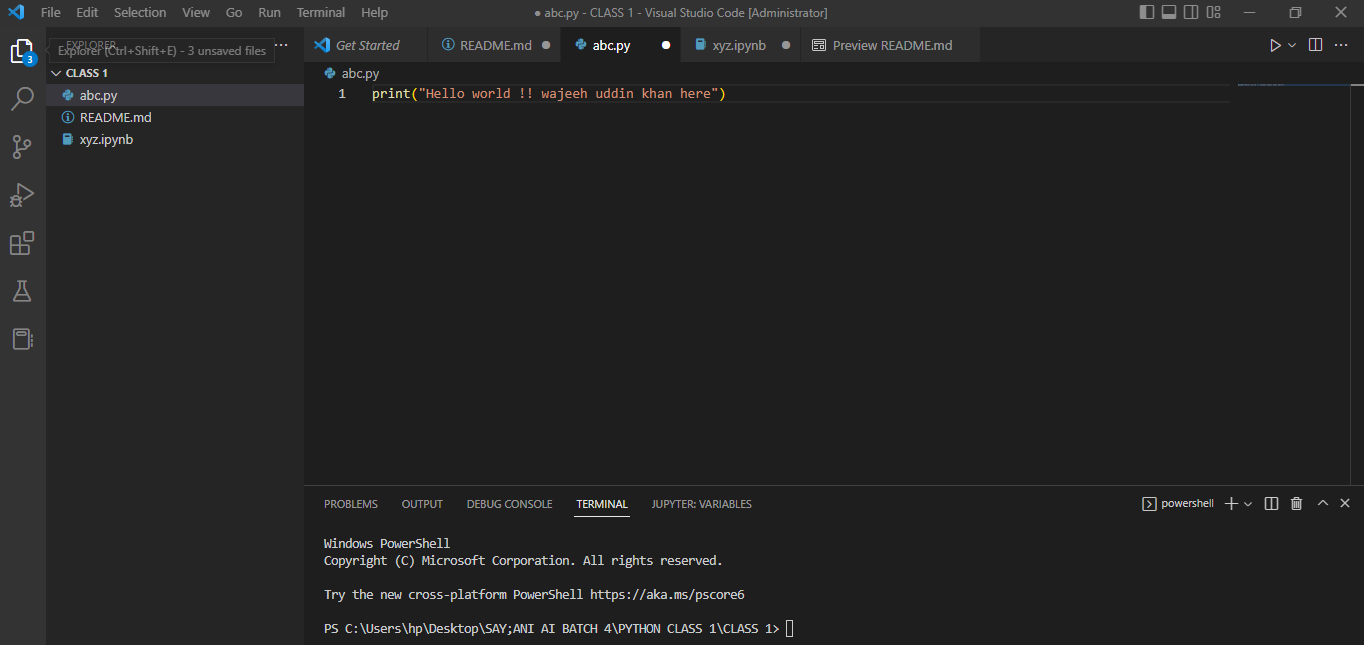 File Edit Selection View Go Run Terminal Help ● abc.py - CLASS 1 - Visual Studio Code [Administrator]
EXPLORER ...
Explorer (Ctrl+Shift+E) - 3 unsaved files
3
Get Started README.md abc.py xyz.ipynb Preview README.md
CLASS 1
abc.py
README.md
xyz.ipynb
abc.py
1 print("Hello world !! wajeeh uddin khan here")
PROBLEMS OUTPUT DEBUG CONSOLE TERMINAL JUPYTER: VARIABLES powershell
Windows PowerShell
Copyright (C) Microsoft Corporation. All rights reserved.
Try the new cross-platform PowerShell https://aka.ms/pscore6
PS C:\Users\hp\Desktop\SAY;ANI AI BATCH 4\PYTHON CLASS 1\CLASS 1>